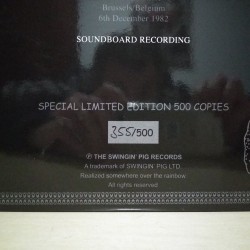 Brussels Belgium
6th December 1982
SOUNDBOARD RECORDING
SPECIAL LIMITED EDITION 500 COPIES
355/500
℗ THE SWINGIN' PIG RECORDS
A trademark of SWINGIN' PIG LTD.
Realized somewhere over the rainbow
All rights reserved